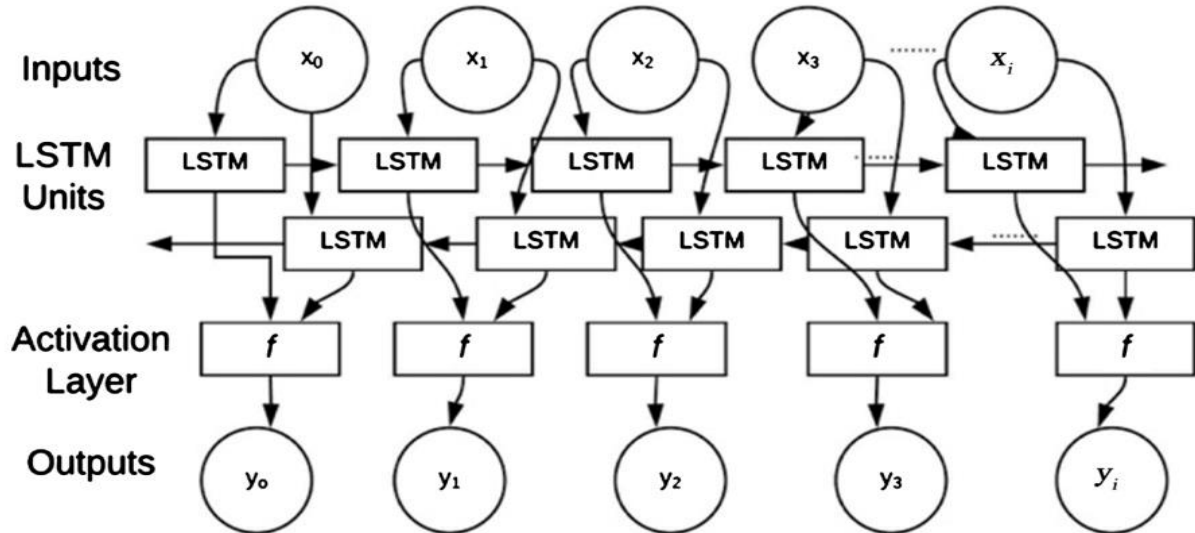 Inputs x₀ x₁ x₂ x₃ ........ xᵢ
LSTM Units
LSTM LSTM LSTM LSTM ........ LSTM
LSTM LSTM LSTM LSTM ........ LSTM
Activation Layer
f f f f f
Outputs yₒ y₁ y₂ y₃ yᵢ